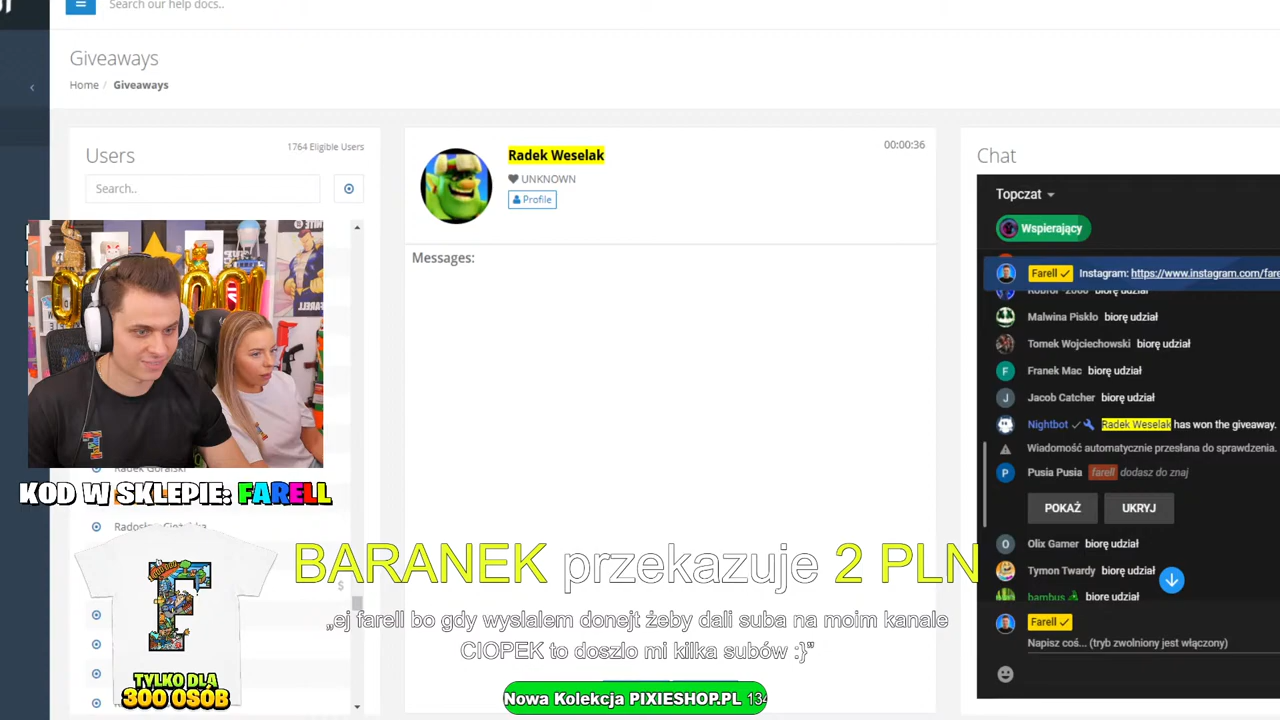 Search our help docs..
Giveaways
Home / Giveaways
Users
1764 Eligible Users
Search..
Radek Weselak
UNKNOWN
Profile
00:00:36
Messages:
Chat
Topczat
Wspierający
Farell Instagram: https://www.instagram.com/fare
biorę udział
Malwina Piskło biorę udział
Tomek Wojciechowski biorę udział
Franek Mac biorę udział
Jacob Catcher biorę udział
Nightbot Radek Weselak has won the giveaway.
Wiadomość automatycznie przesłana do sprawdzenia.
Pusia Pusia farell dodasz do znaj
POKAŻ UKRYJ
Olix Gamer biorę udział
Tymon Twardy biorę udział
bambus biorę udział
Farell
Napisz coś... (tryb zwolniony jest włączony)
Radek Góralski
KOD W SKLEPIE: FARELL
TYLKO DLA
300 OSÓB
BARANEK przekazuje 2 PLN
„ej farell bo gdy wyslalem donejt żeby dali suba na moim kanale
CIOPEK to doszlo mi kilka subów :}”
Nowa Kolekcja PIXIESHOP.PL 134